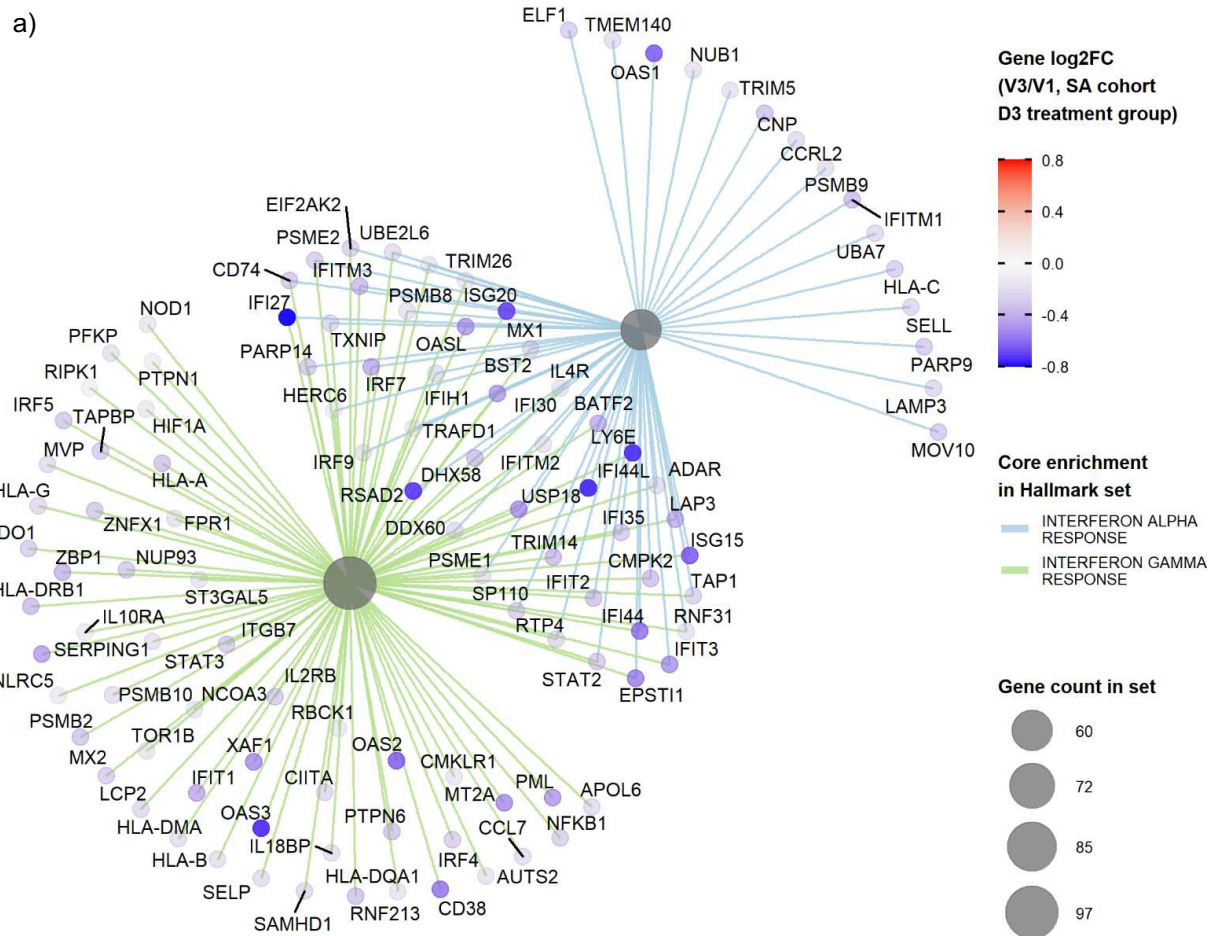 a)
ELF1
TMEM140
OAS1
NUB1
TRIM5
CNP
CCRL2
PSMB9
IFITM1
UBA7
HLA-C
SELL
PARP9
LAMP3
MOV10
EIF2AK2
PSME2
UBE2L6
CD74
IFITM3
TRIM26
IFI27
PSMB8
ISG20
TXNIP
OASL
MX1
PARP14
BST2
HERC6
IRF7
IFIH1
IL4R
IFI30
BATF2
TRAFD1
LY6E
IRF9
DHX58
IFITM2
IFI44L
ADAR
RSAD2
USP18
LAP3
DDX60
IFI35
ISG15
TRIM14
PSME1
CMPK2
TAP1
SP110
IFIT2
IFI44
RNF31
RTP4
IFIT3
STAT2
EPSTI1
NOD1
PFKP
PTPN1
RIPK1
IRF5
TAPBP
HIF1A
MVP
HLA-A
HLA-G
ZNFX1
FPR1
DO1
ZBP1
NUP93
HLA-DRB1
ST3GAL5
IL10RA
ITGB7
SERPING1
STAT3
NLRC5
PSMB10
NCOA3
IL2RB
PSMB2
RBCK1
TOR1B
MX2
XAF1
OAS2
LCP2
IFIT1
CIITA
CMKLR1
PML
APOL6
MT2A
HLA-DMA
OAS3
PTPN6
CCL7
NFKB1
HLA-B
IL18BP
IRF4
AUTS2
SELP
HLA-DQA1
SAMHD1
RNF213
CD38
Gene log2FC
(V3/V1, SA cohort
D3 treatment group)
0.8
0.4
0.0
-0.4
-0.8
Core enrichment
in Hallmark set
INTERFERON ALPHA
RESPONSE
INTERFERON GAMMA
RESPONSE
Gene count in set
60
72
85
97